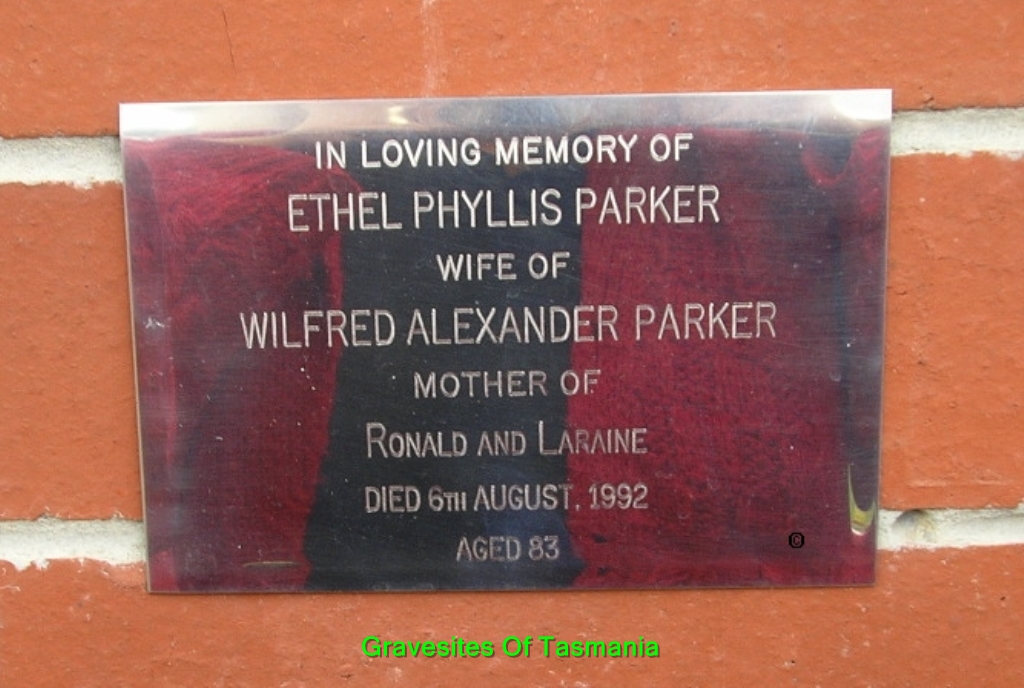 IN LOVING MEMORY OF
ETHEL PHYLLIS PARKER
WIFE OF
WILFRED ALEXANDER PARKER
MOTHER OF
RONALD AND LARAINE
DIED 6TH AUGUST, 1992
AGED 83
©
Gravesites Of Tasmania